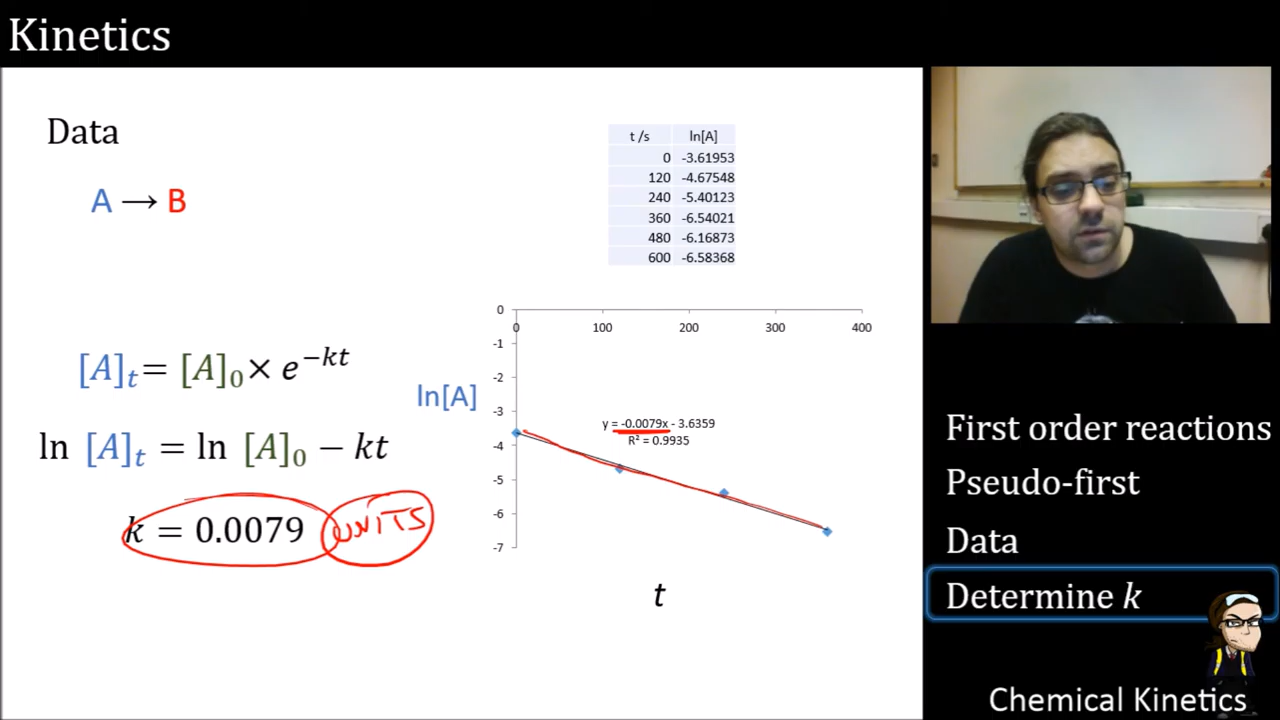 Kinetics
Data
A → B
t /s ln[A]
0 -3.61953
120 -4.67548
240 -5.40123
360 -6.54021
480 -6.16873
600 -6.58368
[A]t = [A]0 × e^−kt
ln [A]t = ln [A]0 − kt
k = 0.0079 UNITS
0
0 100 200 300 400
-1
-2
-3
-4
-5
-6
-7
ln[A]
y = -0.0079x - 3.6359
R² = 0.9935
t
First order reactions
Pseudo-first
Data
Determine k
Chemical Kinetics